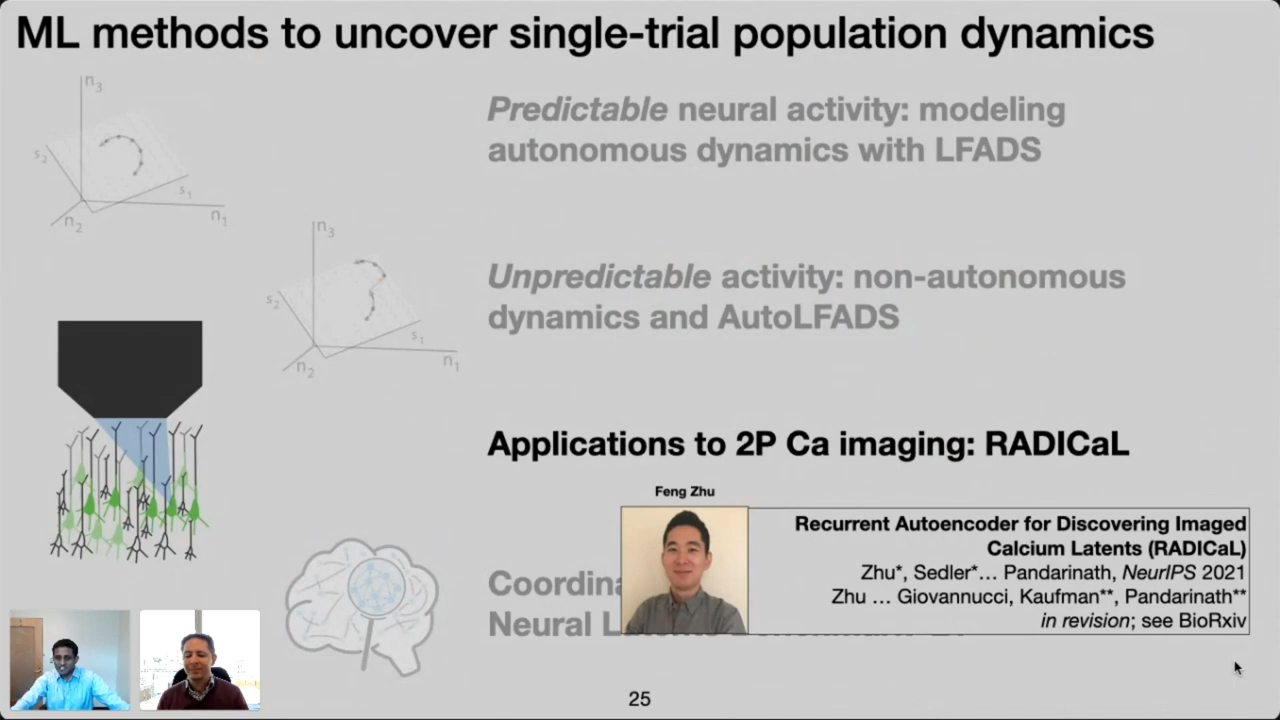 ML methods to uncover single-trial population dynamics
n3
s2
s1
n2
n1
Predictable neural activity: modeling
autonomous dynamics with LFADS
n3
s2
s1
n2
n1
Unpredictable activity: non-autonomous
dynamics and AutoLFADS
Applications to 2P Ca imaging: RADICaL
Feng Zhu
Recurrent Autoencoder for Discovering Imaged
Calcium Latents (RADICaL)
Zhu*, Sedler*... Pandarinath, NeurIPS 2021
Zhu ... Giovannucci, Kaufman**, Pandarinath**
in revision; see BioRxiv
Neural
25